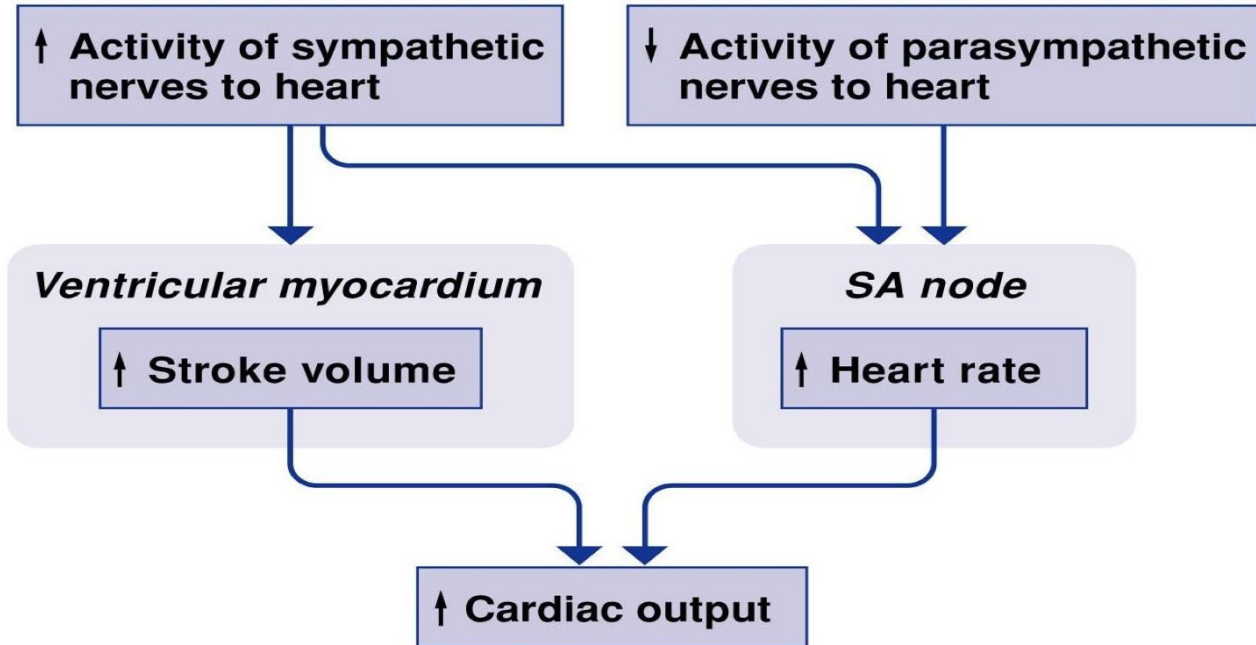 ↑ Activity of sympathetic
nerves to heart
↓ Activity of parasympathetic
nerves to heart
Ventricular myocardium
↑ Stroke volume
SA node
↑ Heart rate
↑ Cardiac output